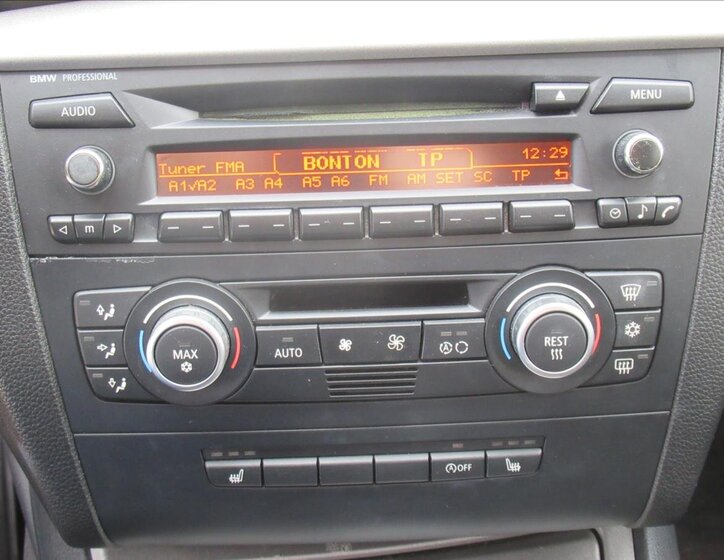 BMW PROFESSIONAL
AUDIO
MENU
Tuner FMA BONTON TP 12:29
A1✓A2 A3 A4 A5 A6 FM AM SET SC TP
m
MAX
AUTO
A
REST
A OFF